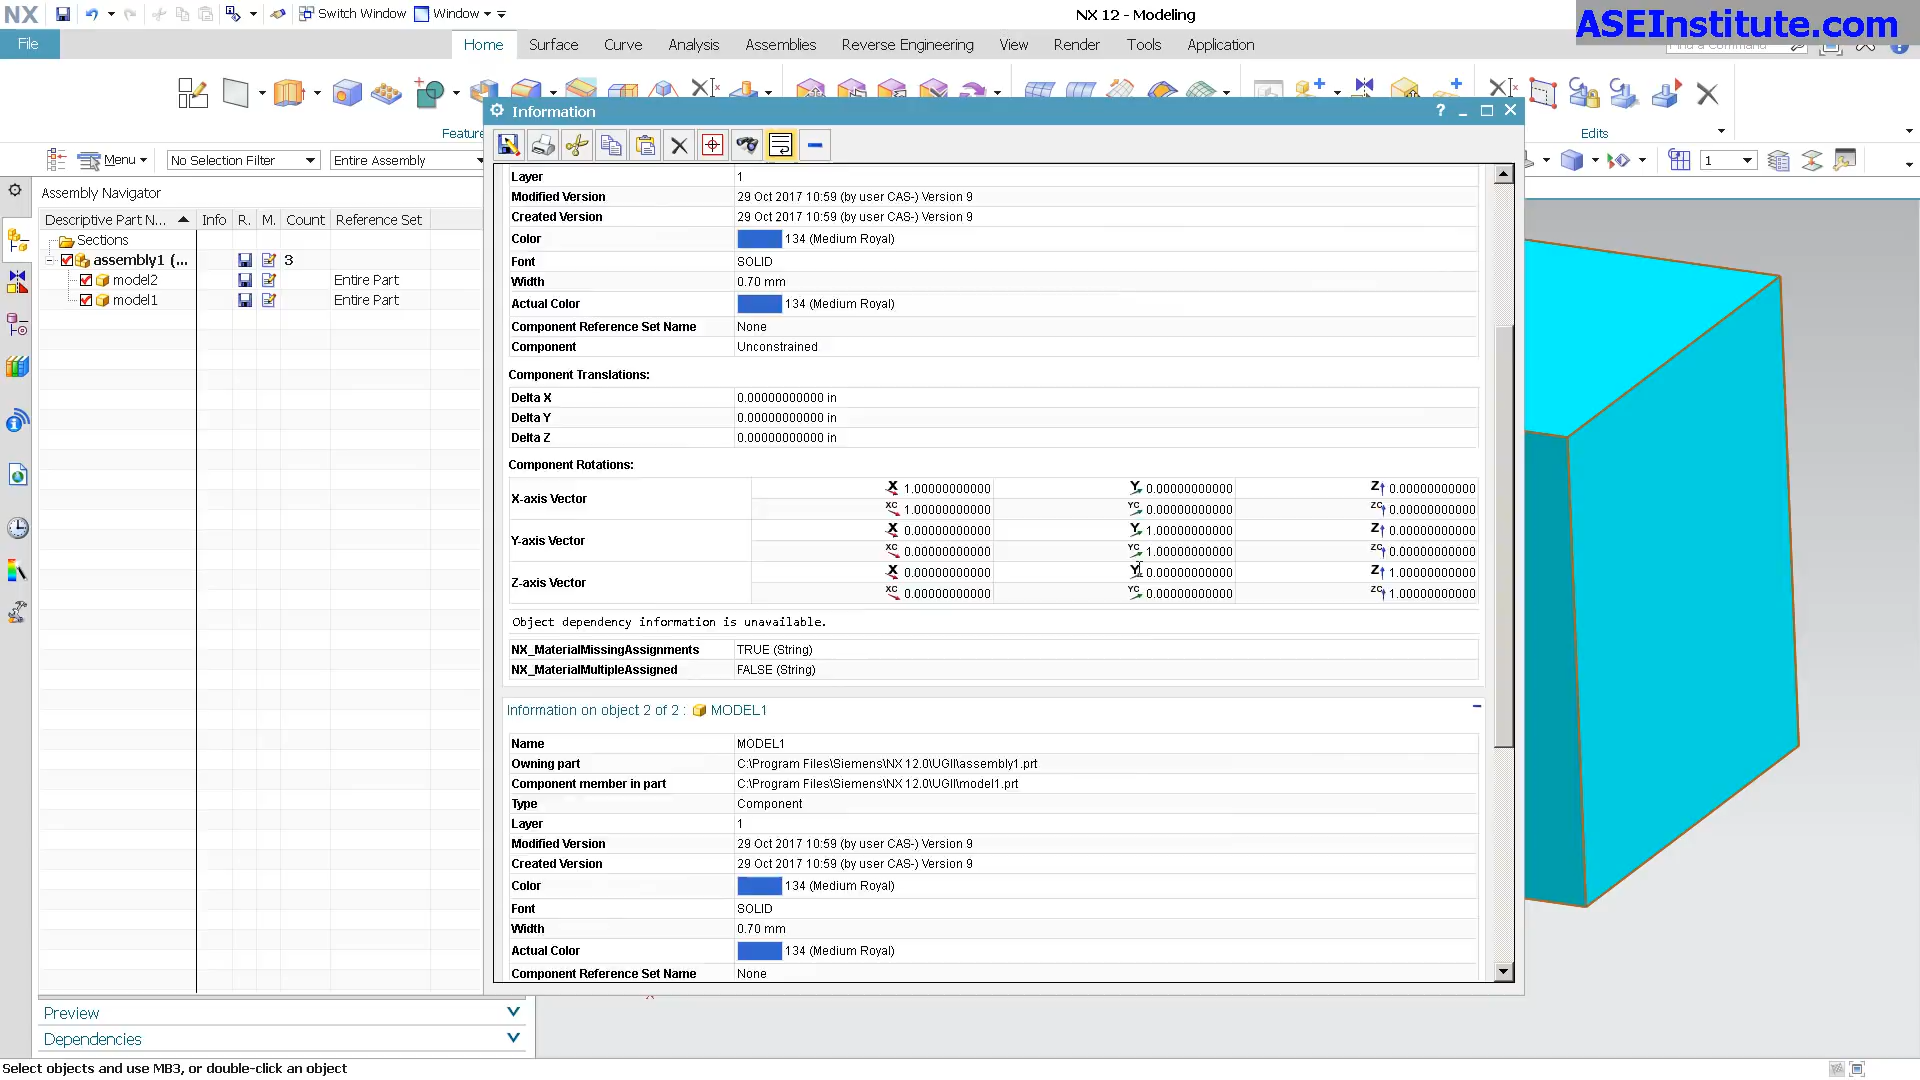 NX
Switch Window
Window
NX 12 - Modeling
ASEInstitute.com
File
Home
Surface
Curve
Analysis
Assemblies
Reverse Engineering
View
Render
Tools
Application
Find a Command
Feature
Edits
Information
Menu
No Selection Filter
Entire Assembly
1
Assembly Navigator
Descriptive Part N...
Info
R.
M.
Count
Reference Set
Sections
assembly1 (...
3
model2
Entire Part
model1
Entire Part
Layer 1
Modified Version 29 Oct 2017 10:59 (by user CAS-) Version 9
Created Version 29 Oct 2017 10:59 (by user CAS-) Version 9
Color 134 (Medium Royal)
Font SOLID
Width 0.70 mm
Actual Color 134 (Medium Royal)
Component Reference Set Name None
Component Unconstrained
Component Translations:
Delta X 0.00000000000 in
Delta Y 0.00000000000 in
Delta Z 0.00000000000 in
Component Rotations:
X-axis Vector
X 1.00000000000 Y 0.00000000000 Z 0.00000000000
XC 1.00000000000 YC 0.00000000000 ZC 0.00000000000
Y-axis Vector
X 0.00000000000 Y 1.00000000000 Z 0.00000000000
XC 0.00000000000 YC 1.00000000000 ZC 0.00000000000
Z-axis Vector
X 0.00000000000 Y 0.00000000000 Z 1.00000000000
XC 0.00000000000 YC 0.00000000000 ZC 1.00000000000
Object dependency information is unavailable.
NX_MaterialMissingAssignments TRUE (String)
NX_MaterialMultipleAssigned FALSE (String)
Information on object 2 of 2 : MODEL1
Name MODEL1
Owning part C:\Program Files\Siemens\NX 12.0\UGII\assembly1.prt
Component member in part C:\Program Files\Siemens\NX 12.0\UGII\model1.prt
Type Component
Layer 1
Modified Version 29 Oct 2017 10:59 (by user CAS-) Version 9
Created Version 29 Oct 2017 10:59 (by user CAS-) Version 9
Color 134 (Medium Royal)
Font SOLID
Width 0.70 mm
Actual Color 134 (Medium Royal)
Component Reference Set Name None
Preview
Dependencies
Select objects and use MB3, or double-click an object